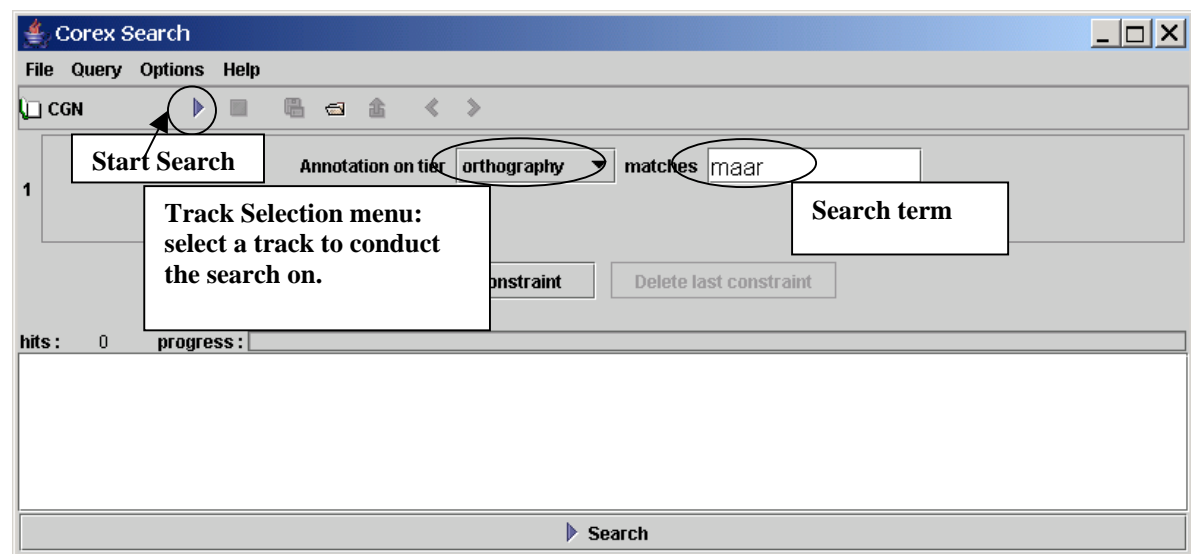 Corex Search
File Query Options Help
CGN
Start Search
Annotation on tier orthography matches maar
1
Track Selection menu:
select a track to conduct
the search on.
Search term
Delete last constraint
hits : 0 progress :
Search